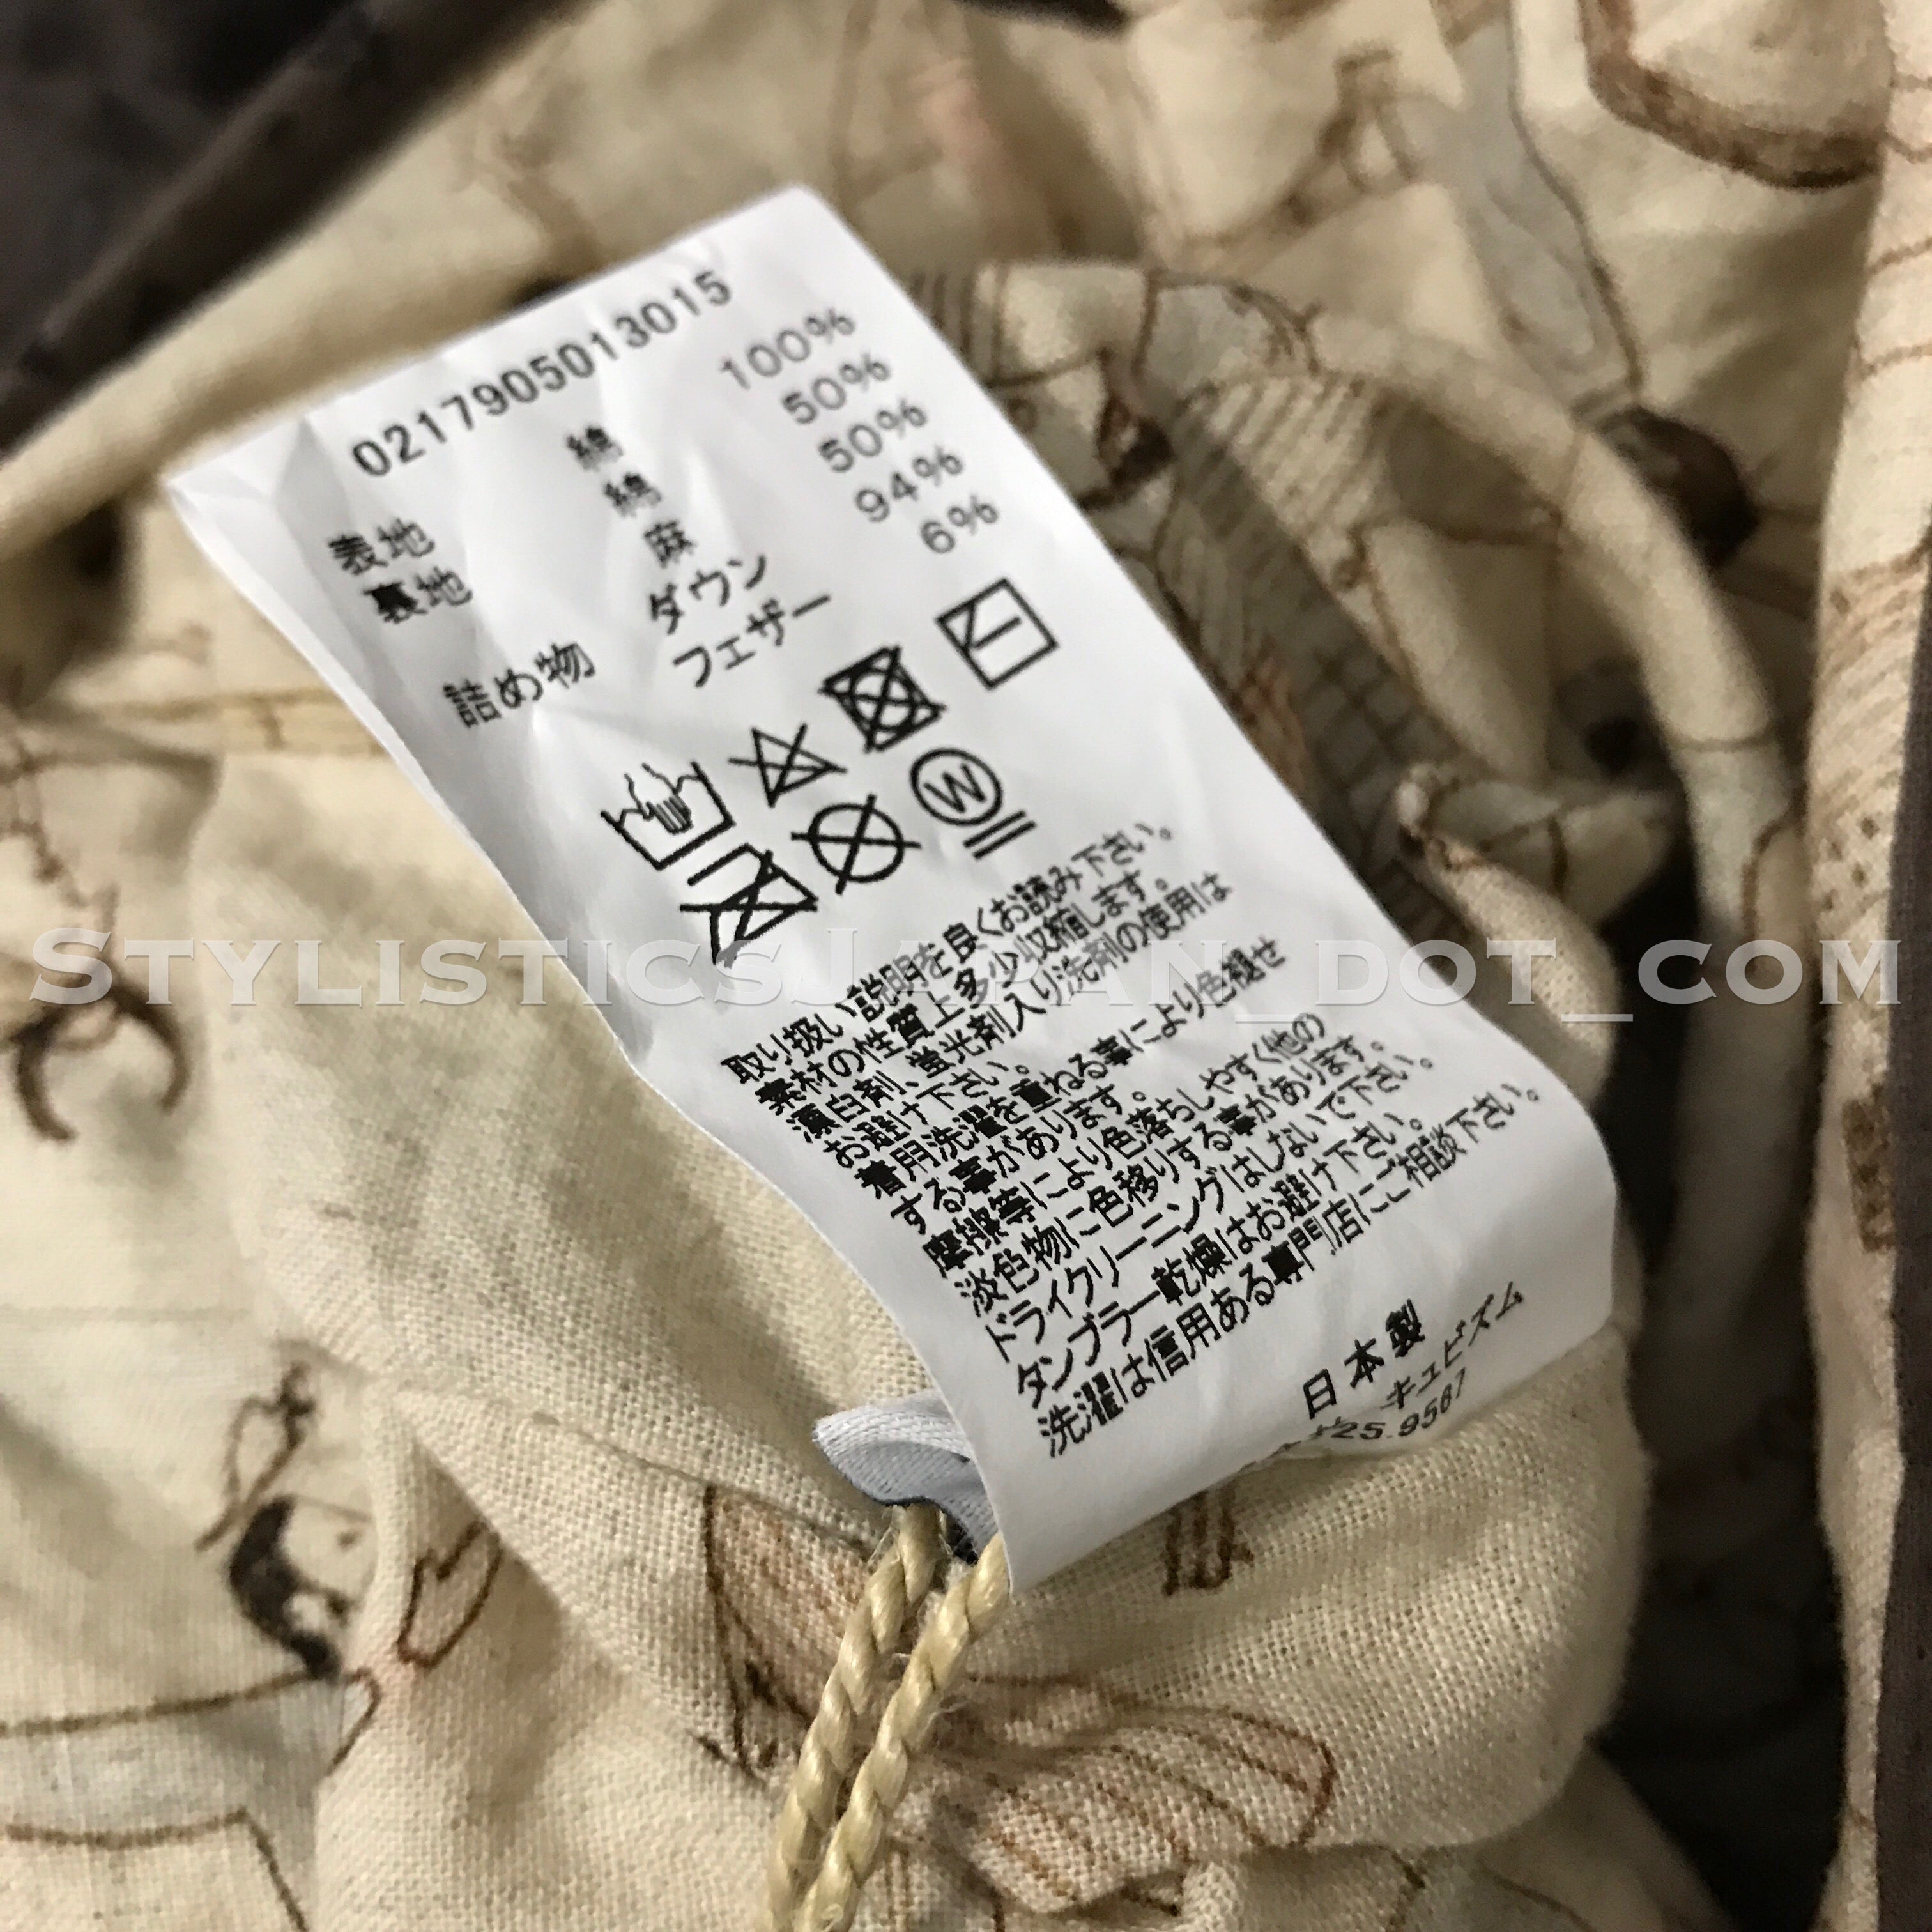 0217905013015
表地 綿 100%
裏地 綿 50%
麻 50%
詰め物 ダウン 94%
フェザー 6%
W
取り扱い説明を良くお読み下さい。
素材の性質上多少収縮します。
漂白剤、蛍光剤入り洗剤の使用は
お避け下さい。
着用洗濯を重ねる事により色褪せ
する事があります。
摩擦等により色落ちしやすく他の
淡色物に色移りする事があります。
ドライクリーニングはしないで下さい。
タンブラー乾燥はお避け下さい。
洗濯は信用ある専門店にご相談下さい。
日本製
キュビズム
25.9567
StylisticsJapan_dot_com